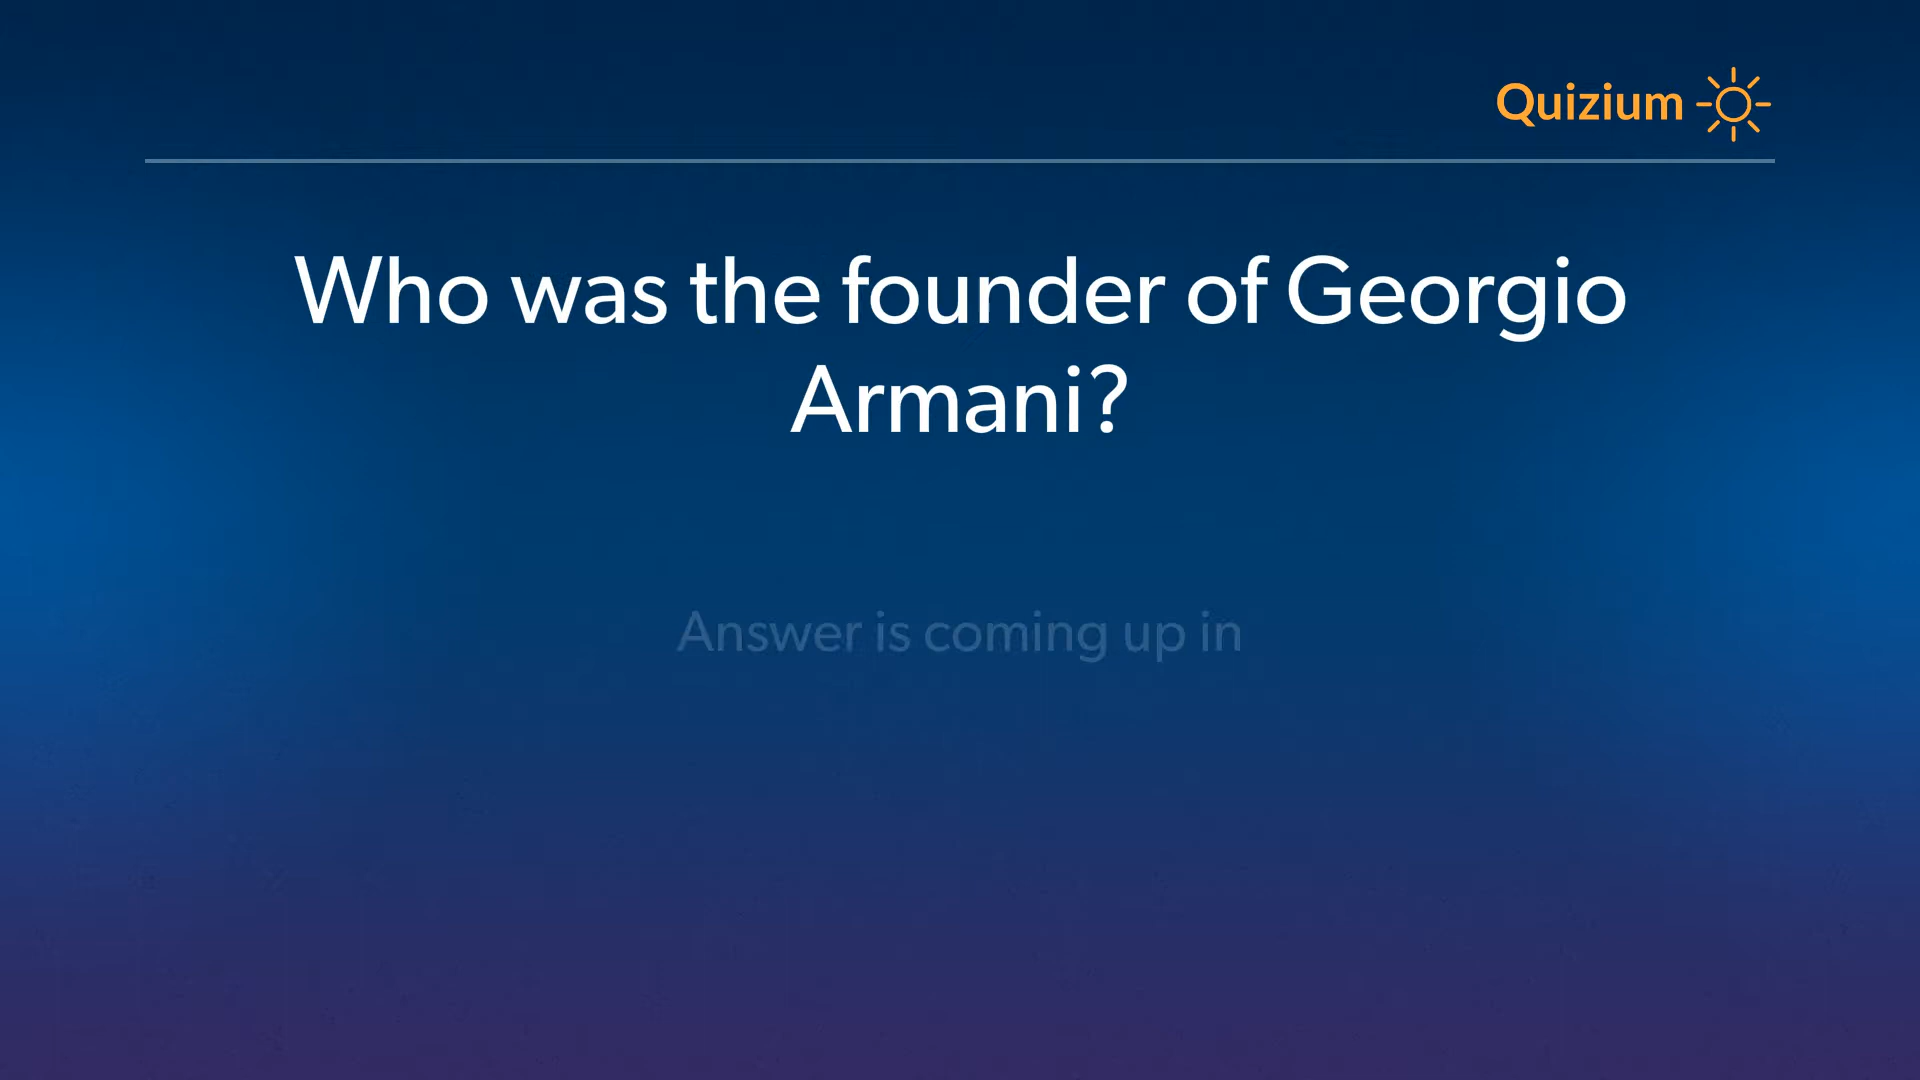 Quizium
Who was the founder of Georgio
Armani?
Answer is coming up in